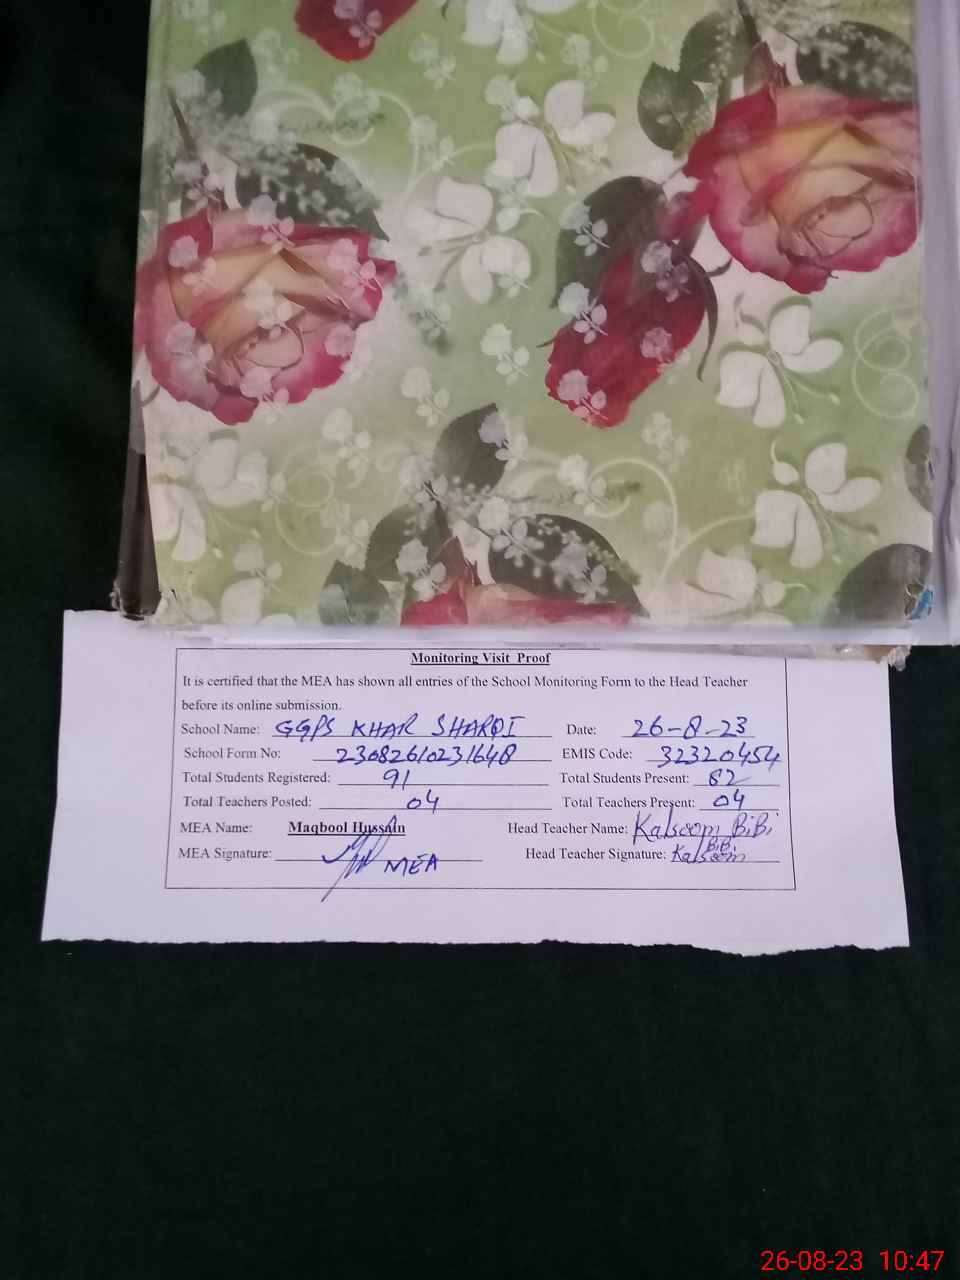 Monitoring Visit Proof
It is certified that the MEA has shown all entries of the School Monitoring Form to the Head Teacher
before its online submission.
School Name: GGPS KHAR SHARQI Date: 26-8-23
School Form No: 23082610231648 EMIS Code: 32320454
Total Students Registered: 91 Total Students Present: 82
Total Teachers Posted: 04 Total Teachers Present: 04
MEA Name: Maqbool Hussain Head Teacher Name: Kalsoom BiBi
MEA Signature: MEA Head Teacher Signature: Kalsoom BiBi
26-08-23 10:47